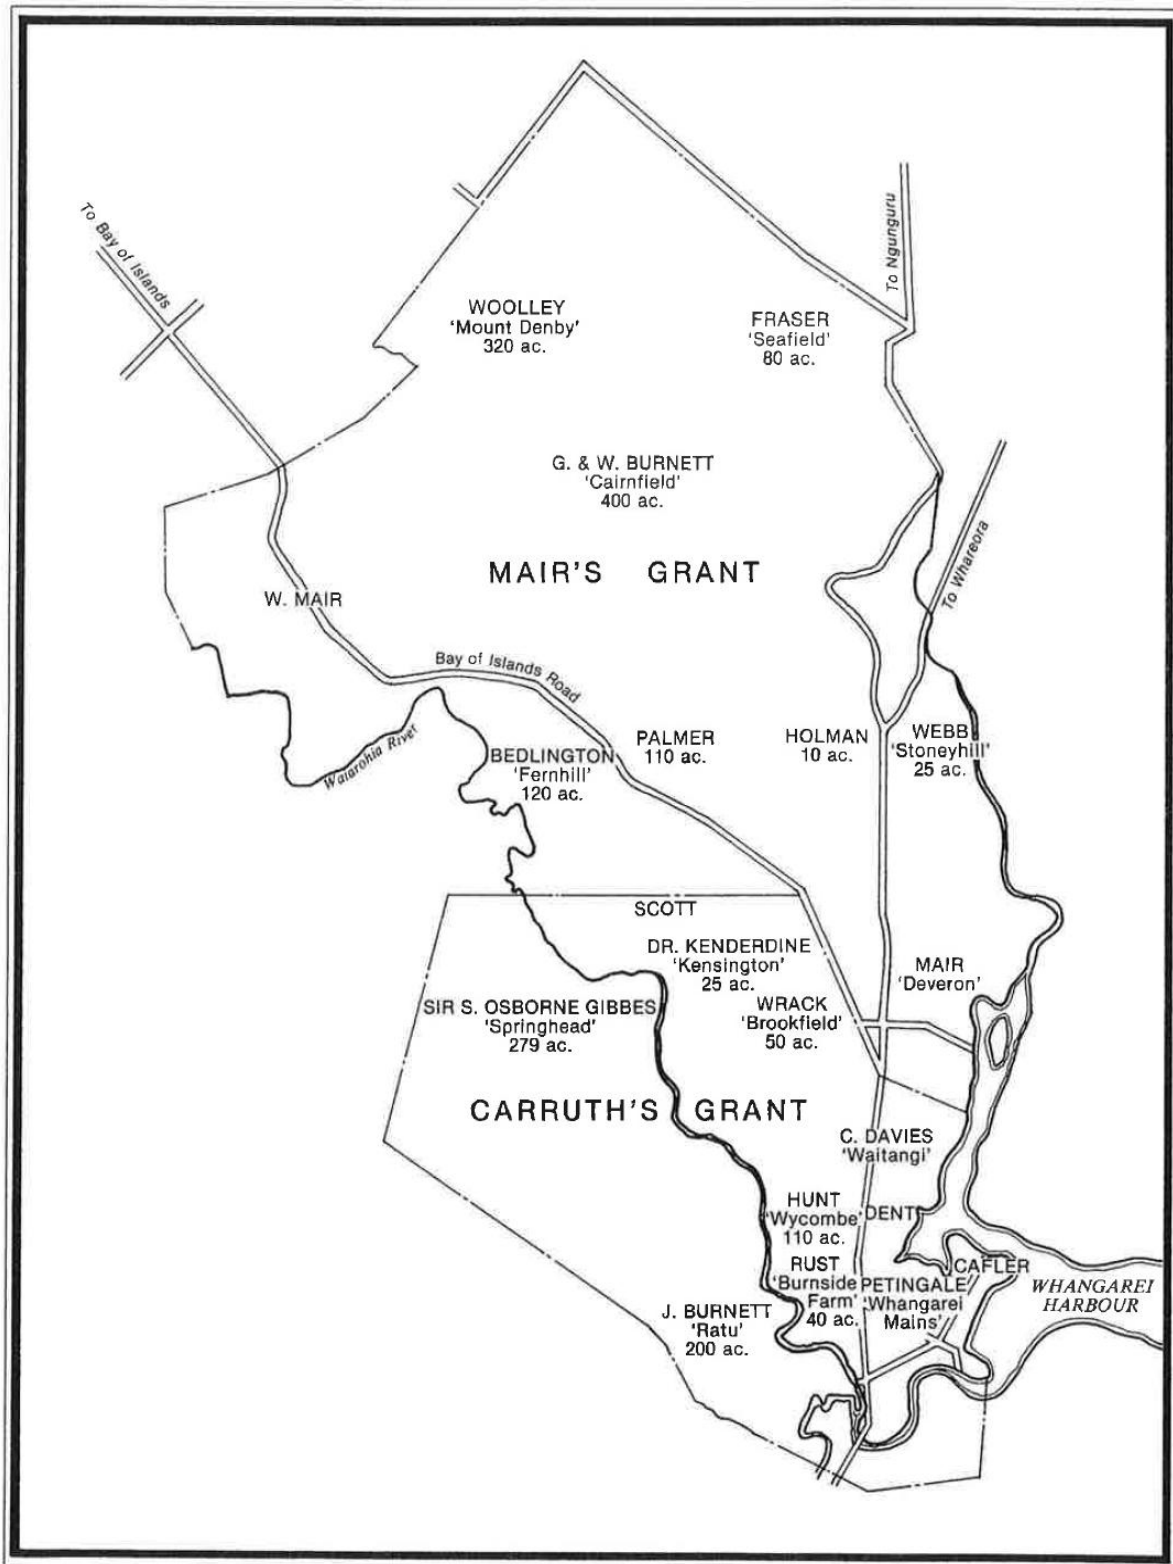 To Bay of Islands
To Ngunguru
WOOLLEY
'Mount Denby'
320 ac.
FRASER
'Seafield'
80 ac.
G. & W. BURNETT
'Cairnfield'
400 ac.
MAIR'S GRANT
To Whareora
W. MAIR
Bay of Islands Road
Waiarohia River
BEDLINGTON
'Fernhill'
120 ac.
PALMER
110 ac.
HOLMAN
10 ac.
WEBB
'Stoneyhill'
25 ac.
SCOTT
DR. KENDERDINE
'Kensington'
25 ac.
MAIR
'Deveron'
SIR S. OSBORNE GIBBES
'Springhead'
279 ac.
WRACK
'Brookfield'
50 ac.
CARRUTH'S GRANT
C. DAVIES
'Waitangi'
HUNT
'Wycombe'
110 ac.
DENT
RUST
'Burnside
Farm'
40 ac.
PETINGALE
'Whangarei
Mains'
CAFLER
WHANGAREI
HARBOUR
J. BURNETT
'Ratu'
200 ac.